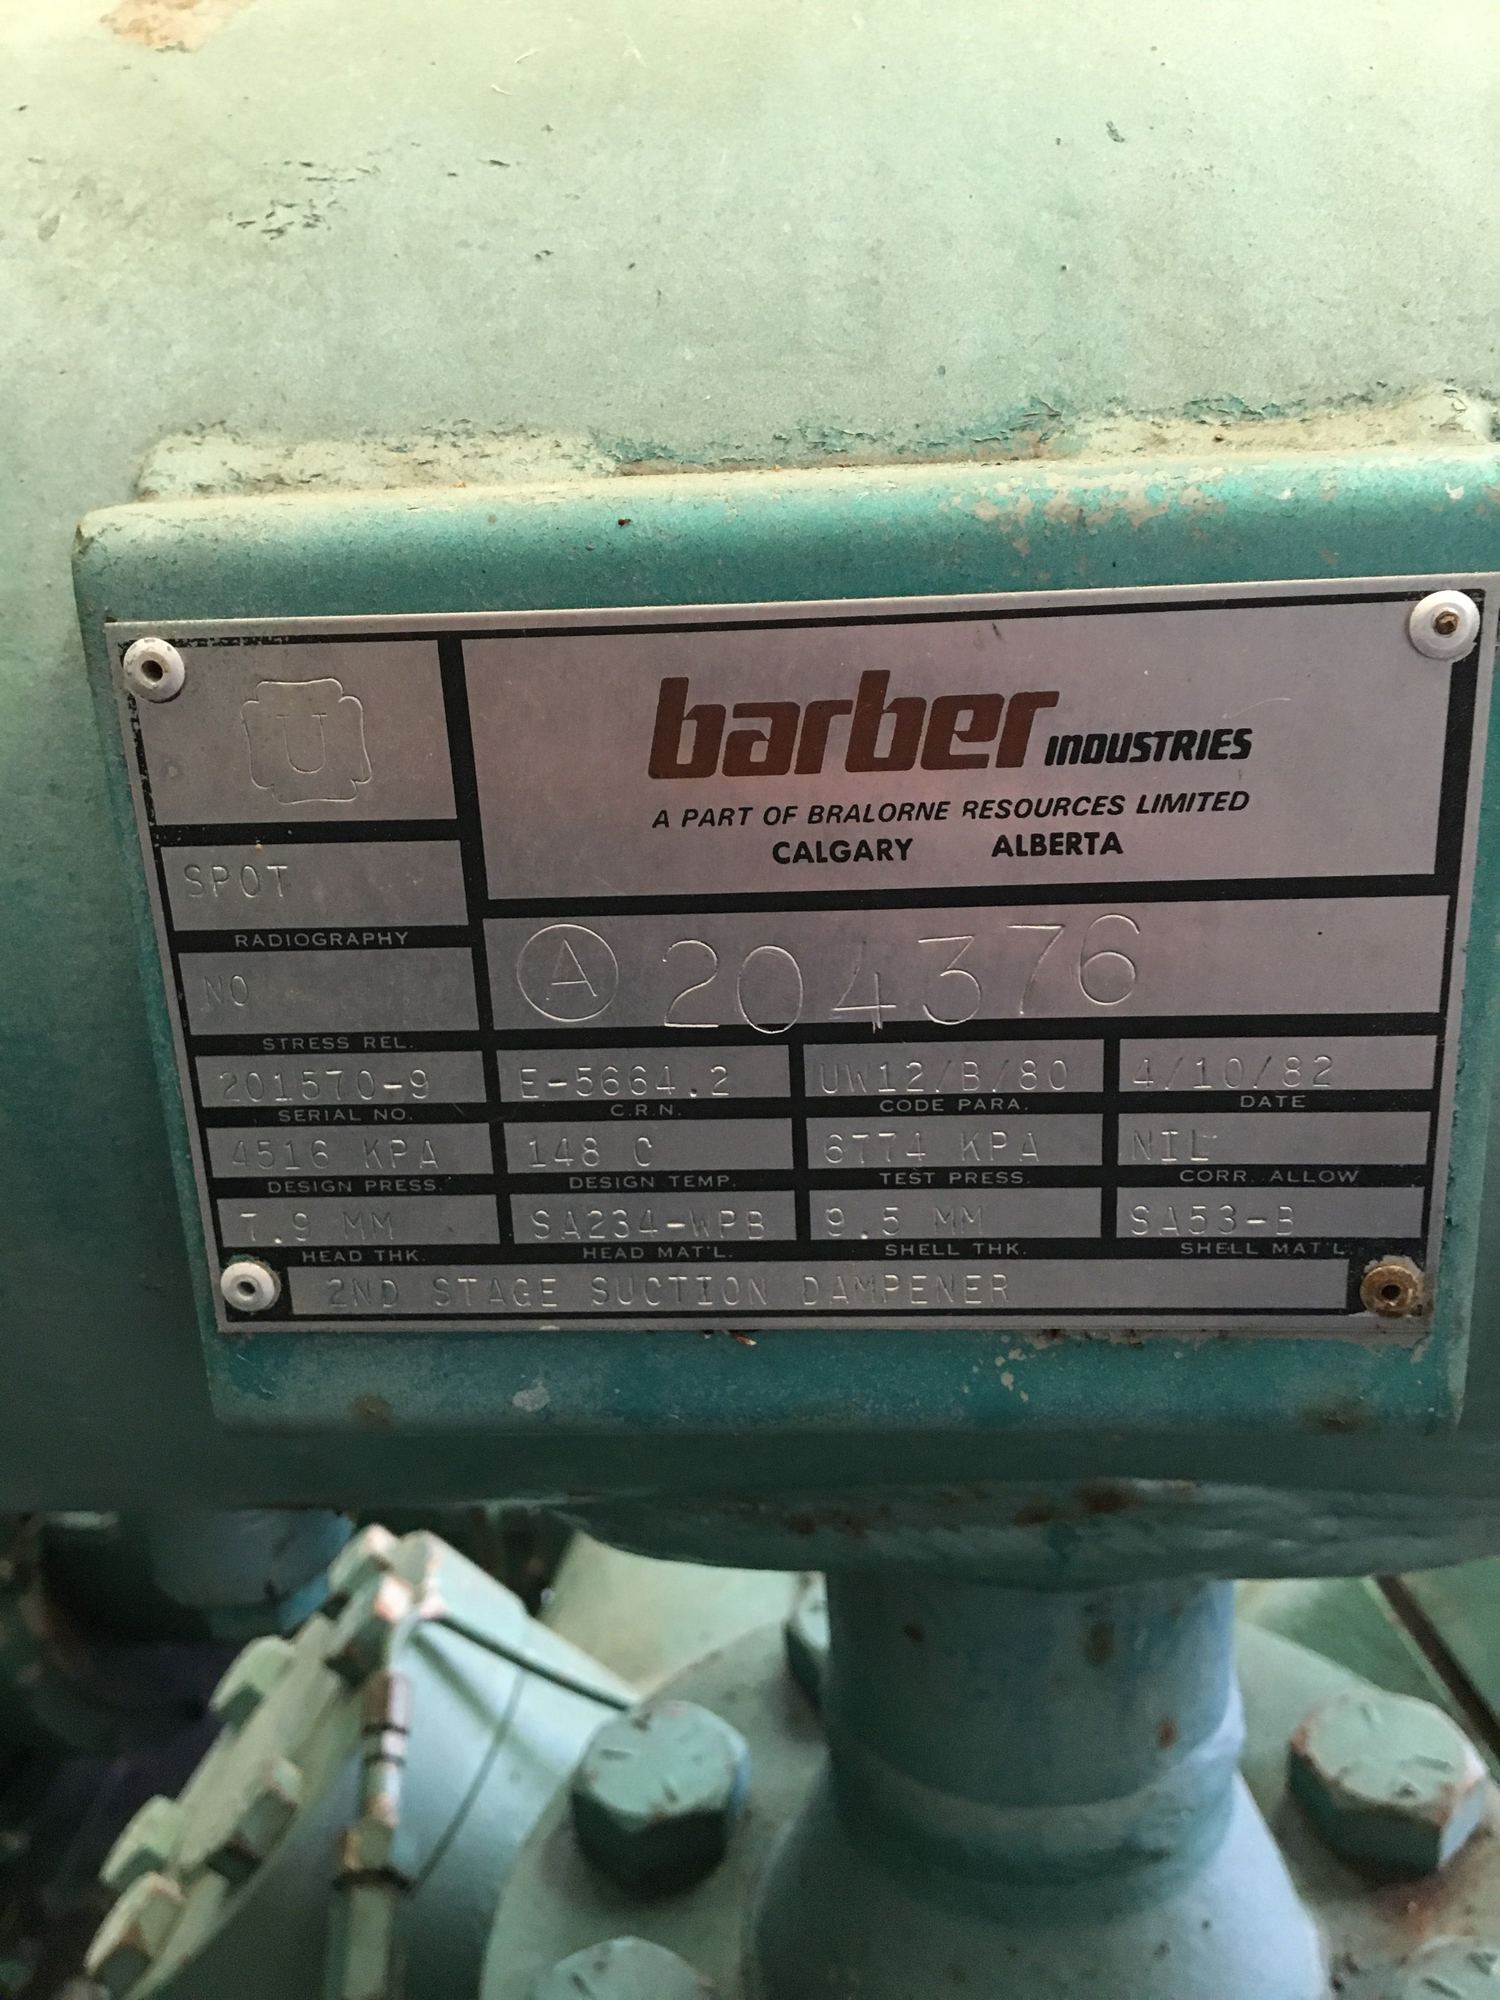 U
barber INDUSTRIES
A PART OF BRALORNE RESOURCES LIMITED
CALGARY ALBERTA
SPOT
RADIOGRAPHY
A 204376
NO
STRESS REL.
201570-9 E-5664.2 UW12/B/80 4/10/82
SERIAL NO. C.R.N. CODE PARA. DATE
4516 KPA 148 C 6774 KPA NIL
DESIGN PRESS. DESIGN TEMP. TEST PRESS. CORR. ALLOW
7.9 MM SA234-WPB 9.5 MM SA53-B
HEAD THK. HEAD MAT'L. SHELL THK. SHELL MAT'L.
2ND STAGE SUCTION DAMPENER